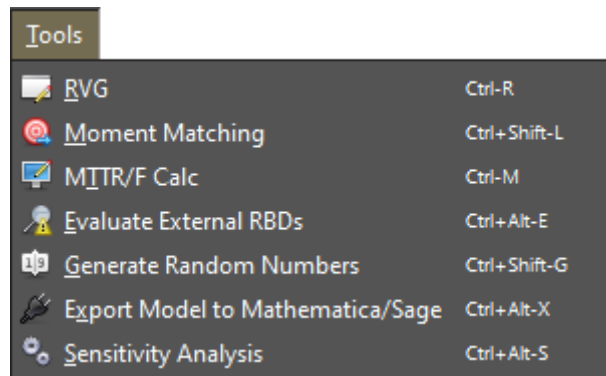 Tools
RVG Ctrl-R
Moment Matching Ctrl+Shift-L
MTTR/F Calc Ctrl-M
Evaluate External RBDs Ctrl+Alt-E
Generate Random Numbers Ctrl+Shift-G
Export Model to Mathematica/Sage Ctrl+Alt-X
Sensitivity Analysis Ctrl+Alt-S